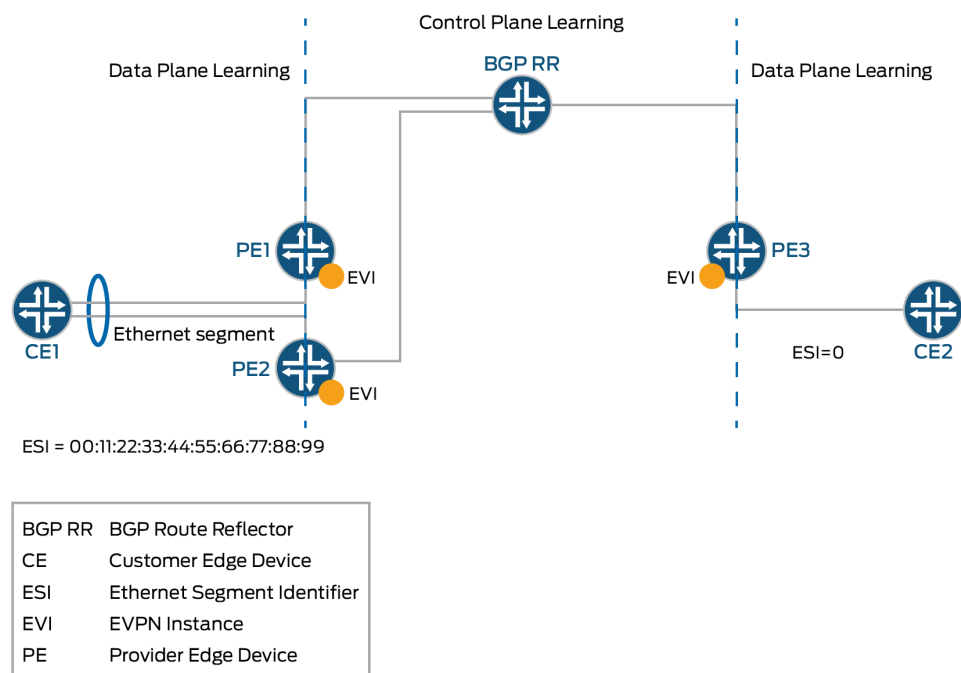 Control Plane Learning
Data Plane Learning
BGP RR
Data Plane Learning
PE1
EVI
PE3
EVI
Ethernet segment
CE1
PE2
EVI
ESI=0
CE2
ESI = 00:11:22:33:44:55:66:77:88:99
BGP RR BGP Route Reflector
CE Customer Edge Device
ESI Ethernet Segment Identifier
EVI EVPN Instance
PE Provider Edge Device